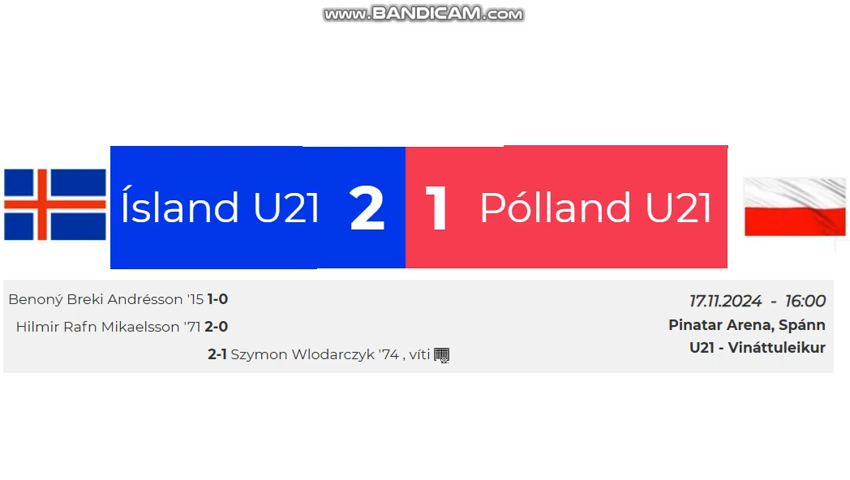 www.BANDICAM.com
Ísland U21 2 1 Pólland U21
Benoný Breki Andrésson '15 1-0
Hilmir Rafn Mikaelsson '71 2-0
2-1 Szymon Wlodarczyk '74 , víti
17.11.2024 - 16:00
Pinatar Arena, Spánn
U21 - Vináttuleikur